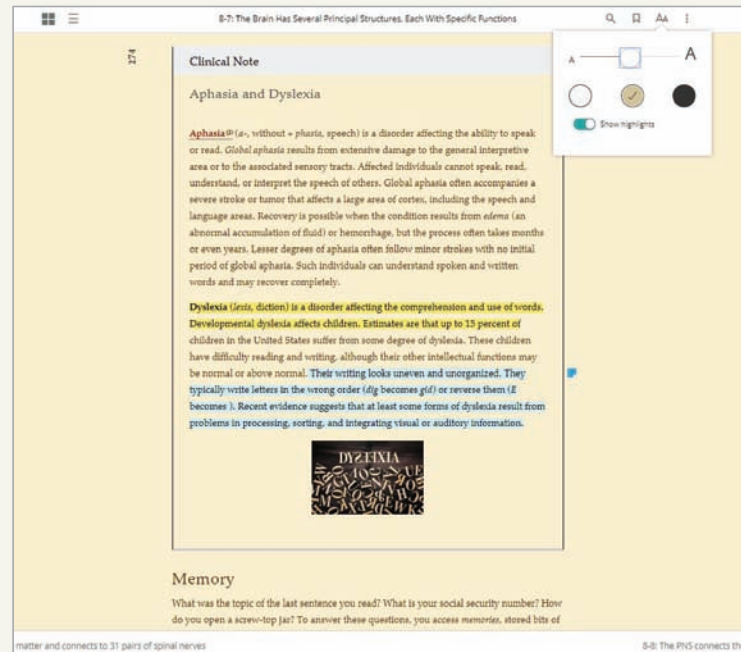 8-7: The Brain Has Several Principal Structures, Each With Specific Functions
AA
A A
Show highlights
274
Clinical Note
Aphasia and Dyslexia
Aphasia (a-, without + phasia, speech) is a disorder affecting the ability to speak
or read. Global aphasia results from extensive damage to the general interpretive
area or to the associated sensory tracts. Affected individuals cannot speak, read,
understand, or interpret the speech of others. Global aphasia often accompanies a
severe stroke or tumor that affects a large area of cortex, including the speech and
language areas. Recovery is possible when the condition results from edema (an
abnormal accumulation of fluid) or hemorrhage, but the process often takes months
or even years. Lesser degrees of aphasia often follow minor strokes with no initial
period of global aphasia. Such individuals can understand spoken and written
words and may recover completely.
Dyslexia (lexis, diction) is a disorder affecting the comprehension and use of words.
Developmental dyslexia affects children. Estimates are that up to 15 percent of
children in the United States suffer from some degree of dyslexia. These children
have difficulty reading and writing, although their other intellectual functions may
be normal or above normal. Their writing looks uneven and unorganized. They
typically write letters in the wrong order (dig becomes gid) or reverse them (E
becomes ). Recent evidence suggests that at least some forms of dyslexia result from
problems in processing, sorting, and integrating visual or auditory information.
DYSLEXIA
Memory
What was the topic of the last sentence you read? What is your social security number? How
do you open a screw-top jar? To answer these questions, you access memories, stored bits of
matter and connects to 31 pairs of spinal nerves
8-8: The PNS connects th